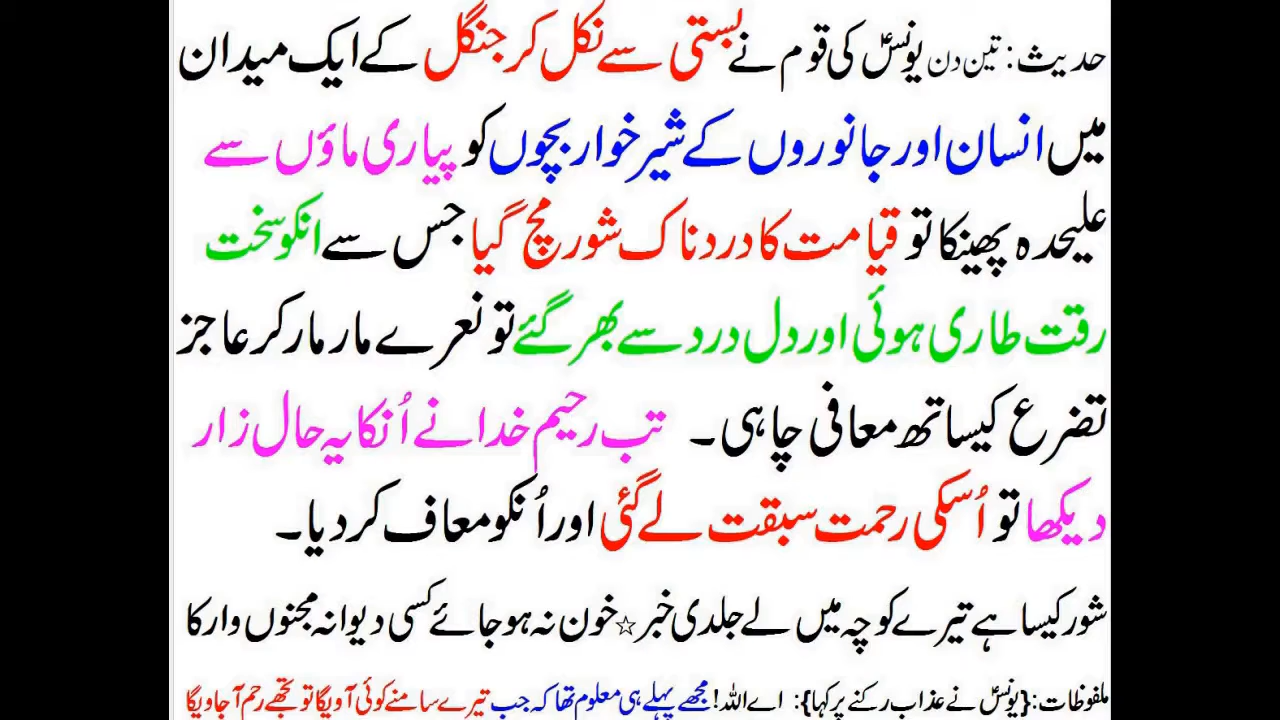 حدیث: تین دن یونسؑ کی قوم نے بستی سے نکل کر جنگل کے ایک میدان
میں انسان اور جانوروں کے شیر خوار بچوں کو پیاری ماؤں سے
علیحدہ پھینکا تو قیامت کا دردناک شور مچ گیا جس سے انکو سخت
رقت طاری ہوئی اور دل درد سے بھر گئے تو نعرے مار مار کر عاجز
تضرع کیساتھ معافی چاہی۔ تب رحیم خدا نے اُنکا یہ حال زار
دیکھا تو اُسکی رحمت سبقت لے گئی اور اُنکو معاف کر دیا۔
شور کیسا ہے تیرے کوچہ میں لے جلدی خبر ☆ خون نہ ہو جائے کسی دیوانہ مجنوں وار کا
ملفوظات:{یونسؑ نے عذاب رکنے پر کہا}: اے اللہ! مجھے پہلے ہی معلوم تھا کہ جب تیرے سامنے کوئی آویگا تو تجھے رحم آجاویگا